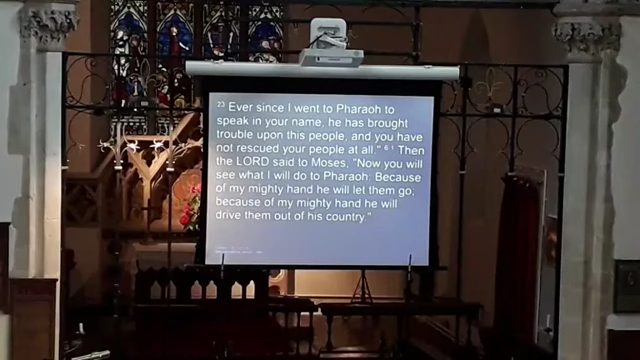 23 Ever since I went to Pharaoh to
speak in your name, he has brought
trouble upon this people, and you have
not rescued your people at all." 6 1 Then
the LORD said to Moses, "Now you will
see what I will do to Pharaoh: Because
of my mighty hand he will let them go;
because of my mighty hand he will
drive them out of his country."